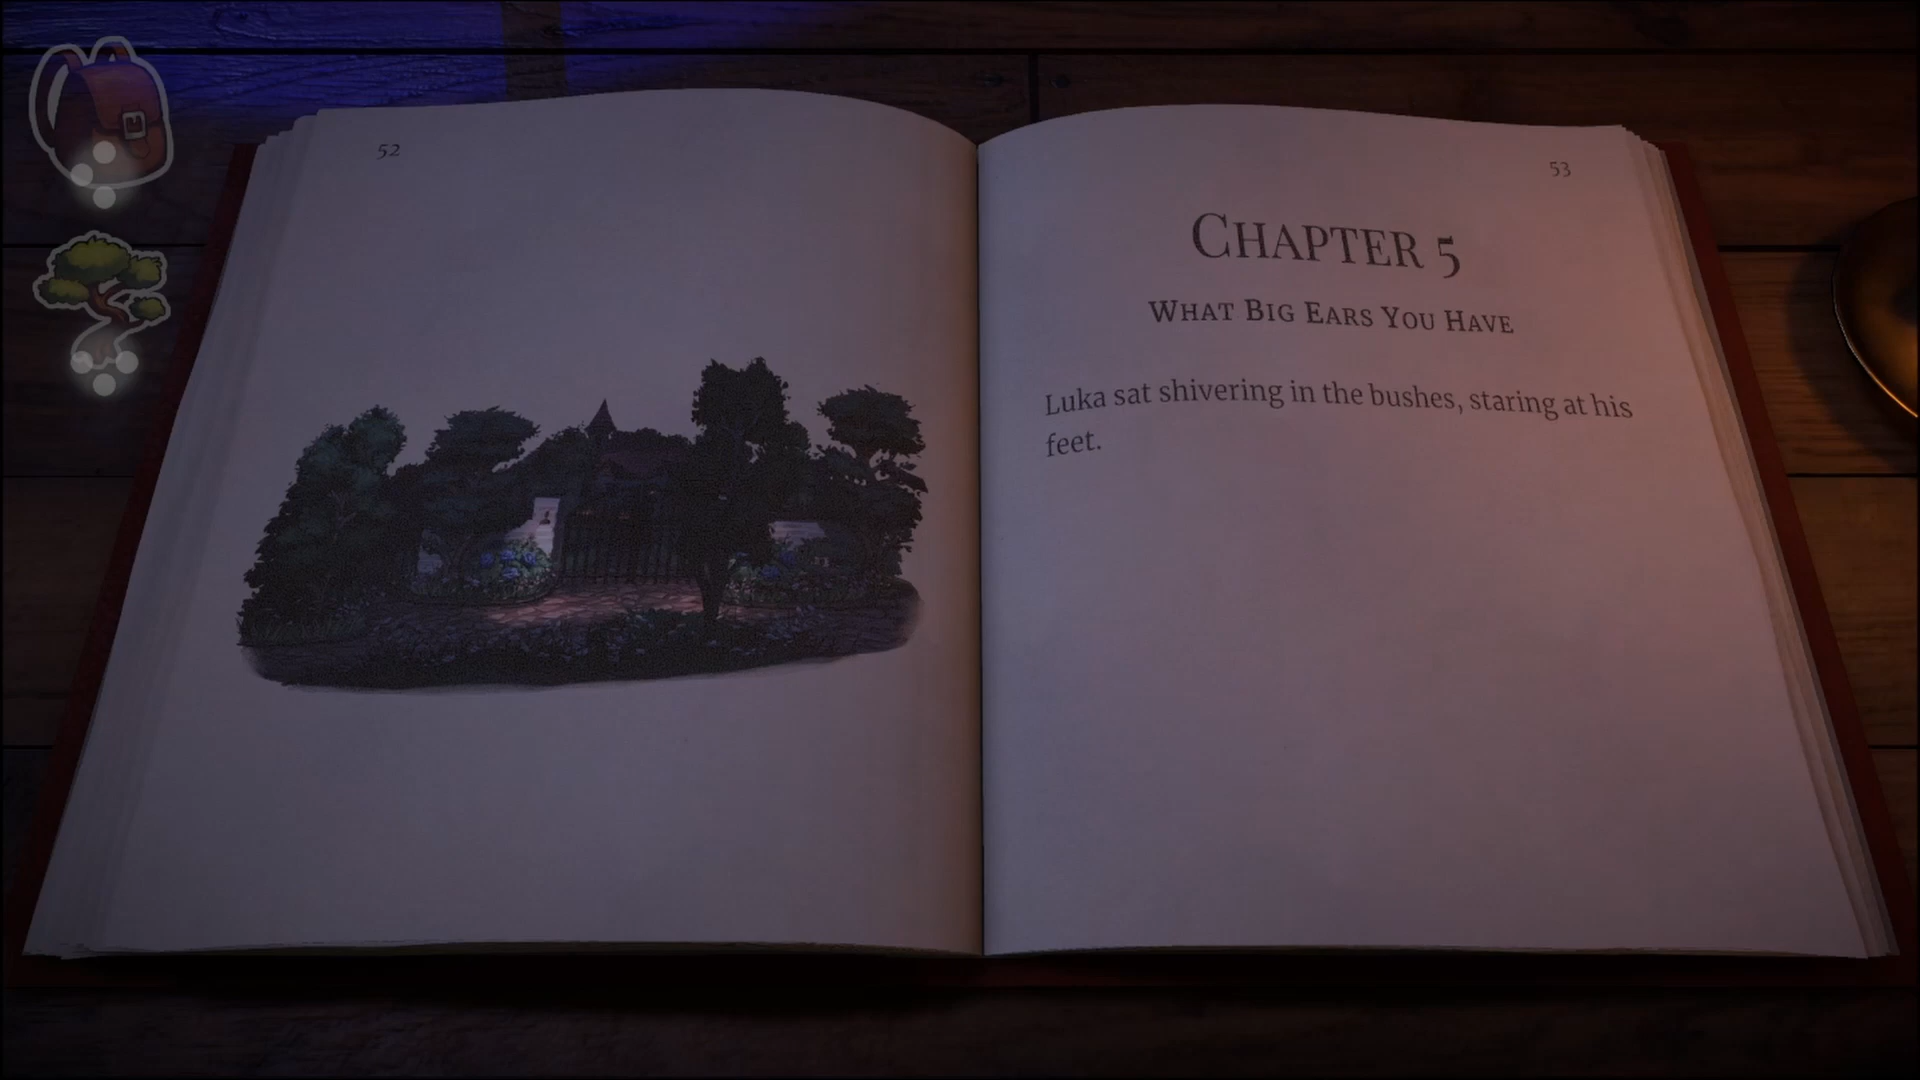 52
53
Chapter 5
What Big Ears You Have
Luka sat shivering in the bushes, staring at his
feet.